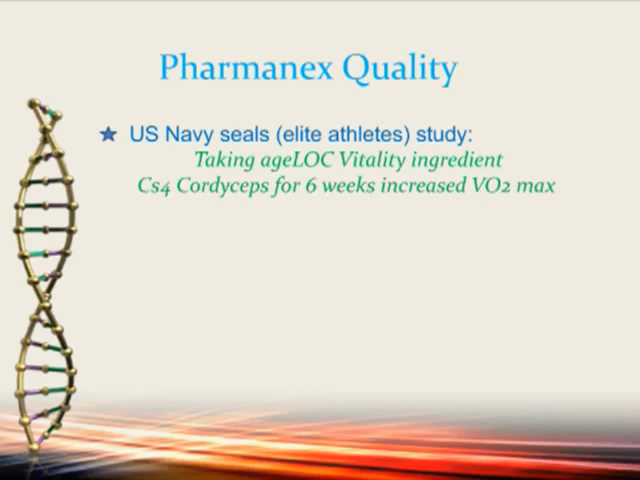 Pharmanex Quality
US Navy seals (elite athletes) study:
Taking ageLOC Vitality ingredient
Cs4 Cordyceps for 6 weeks increased VO2 max